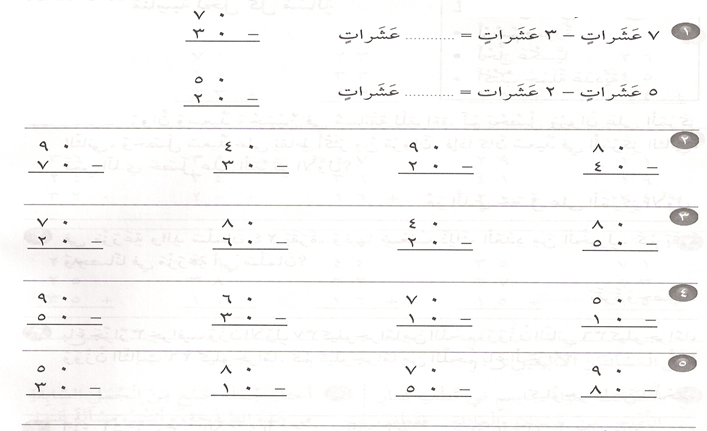 ١ ٧ عَشَراتٍ – ٣ عَشَراتٍ = ........... عَشَراتٍ ٧٠
٣٠ –
٥ عَشَراتٍ – ٢ عَشَرات = ........... عَشَراتٍ ٥٠
٢٠ –
٢ ٨٠ ٩٠ ٤٠ ٩٠
٤٠ – ٢٠ – ٣٠ – ٧٠ –
٣ ٨٠ ٤٠ ٨٠ ٧٠
٥٠ – ٢٠ – ٦٠ – ٢٠ –
٤ ٥٠ ٧٠ ٦٠ ٩٠
١٠ – ١٠ – ٣٠ – ٥٠ –
٥ ٩٠ ٧٠ ٨٠ ٥٠
٨٠ – ٥٠ – ١٠ – ٣٠ –